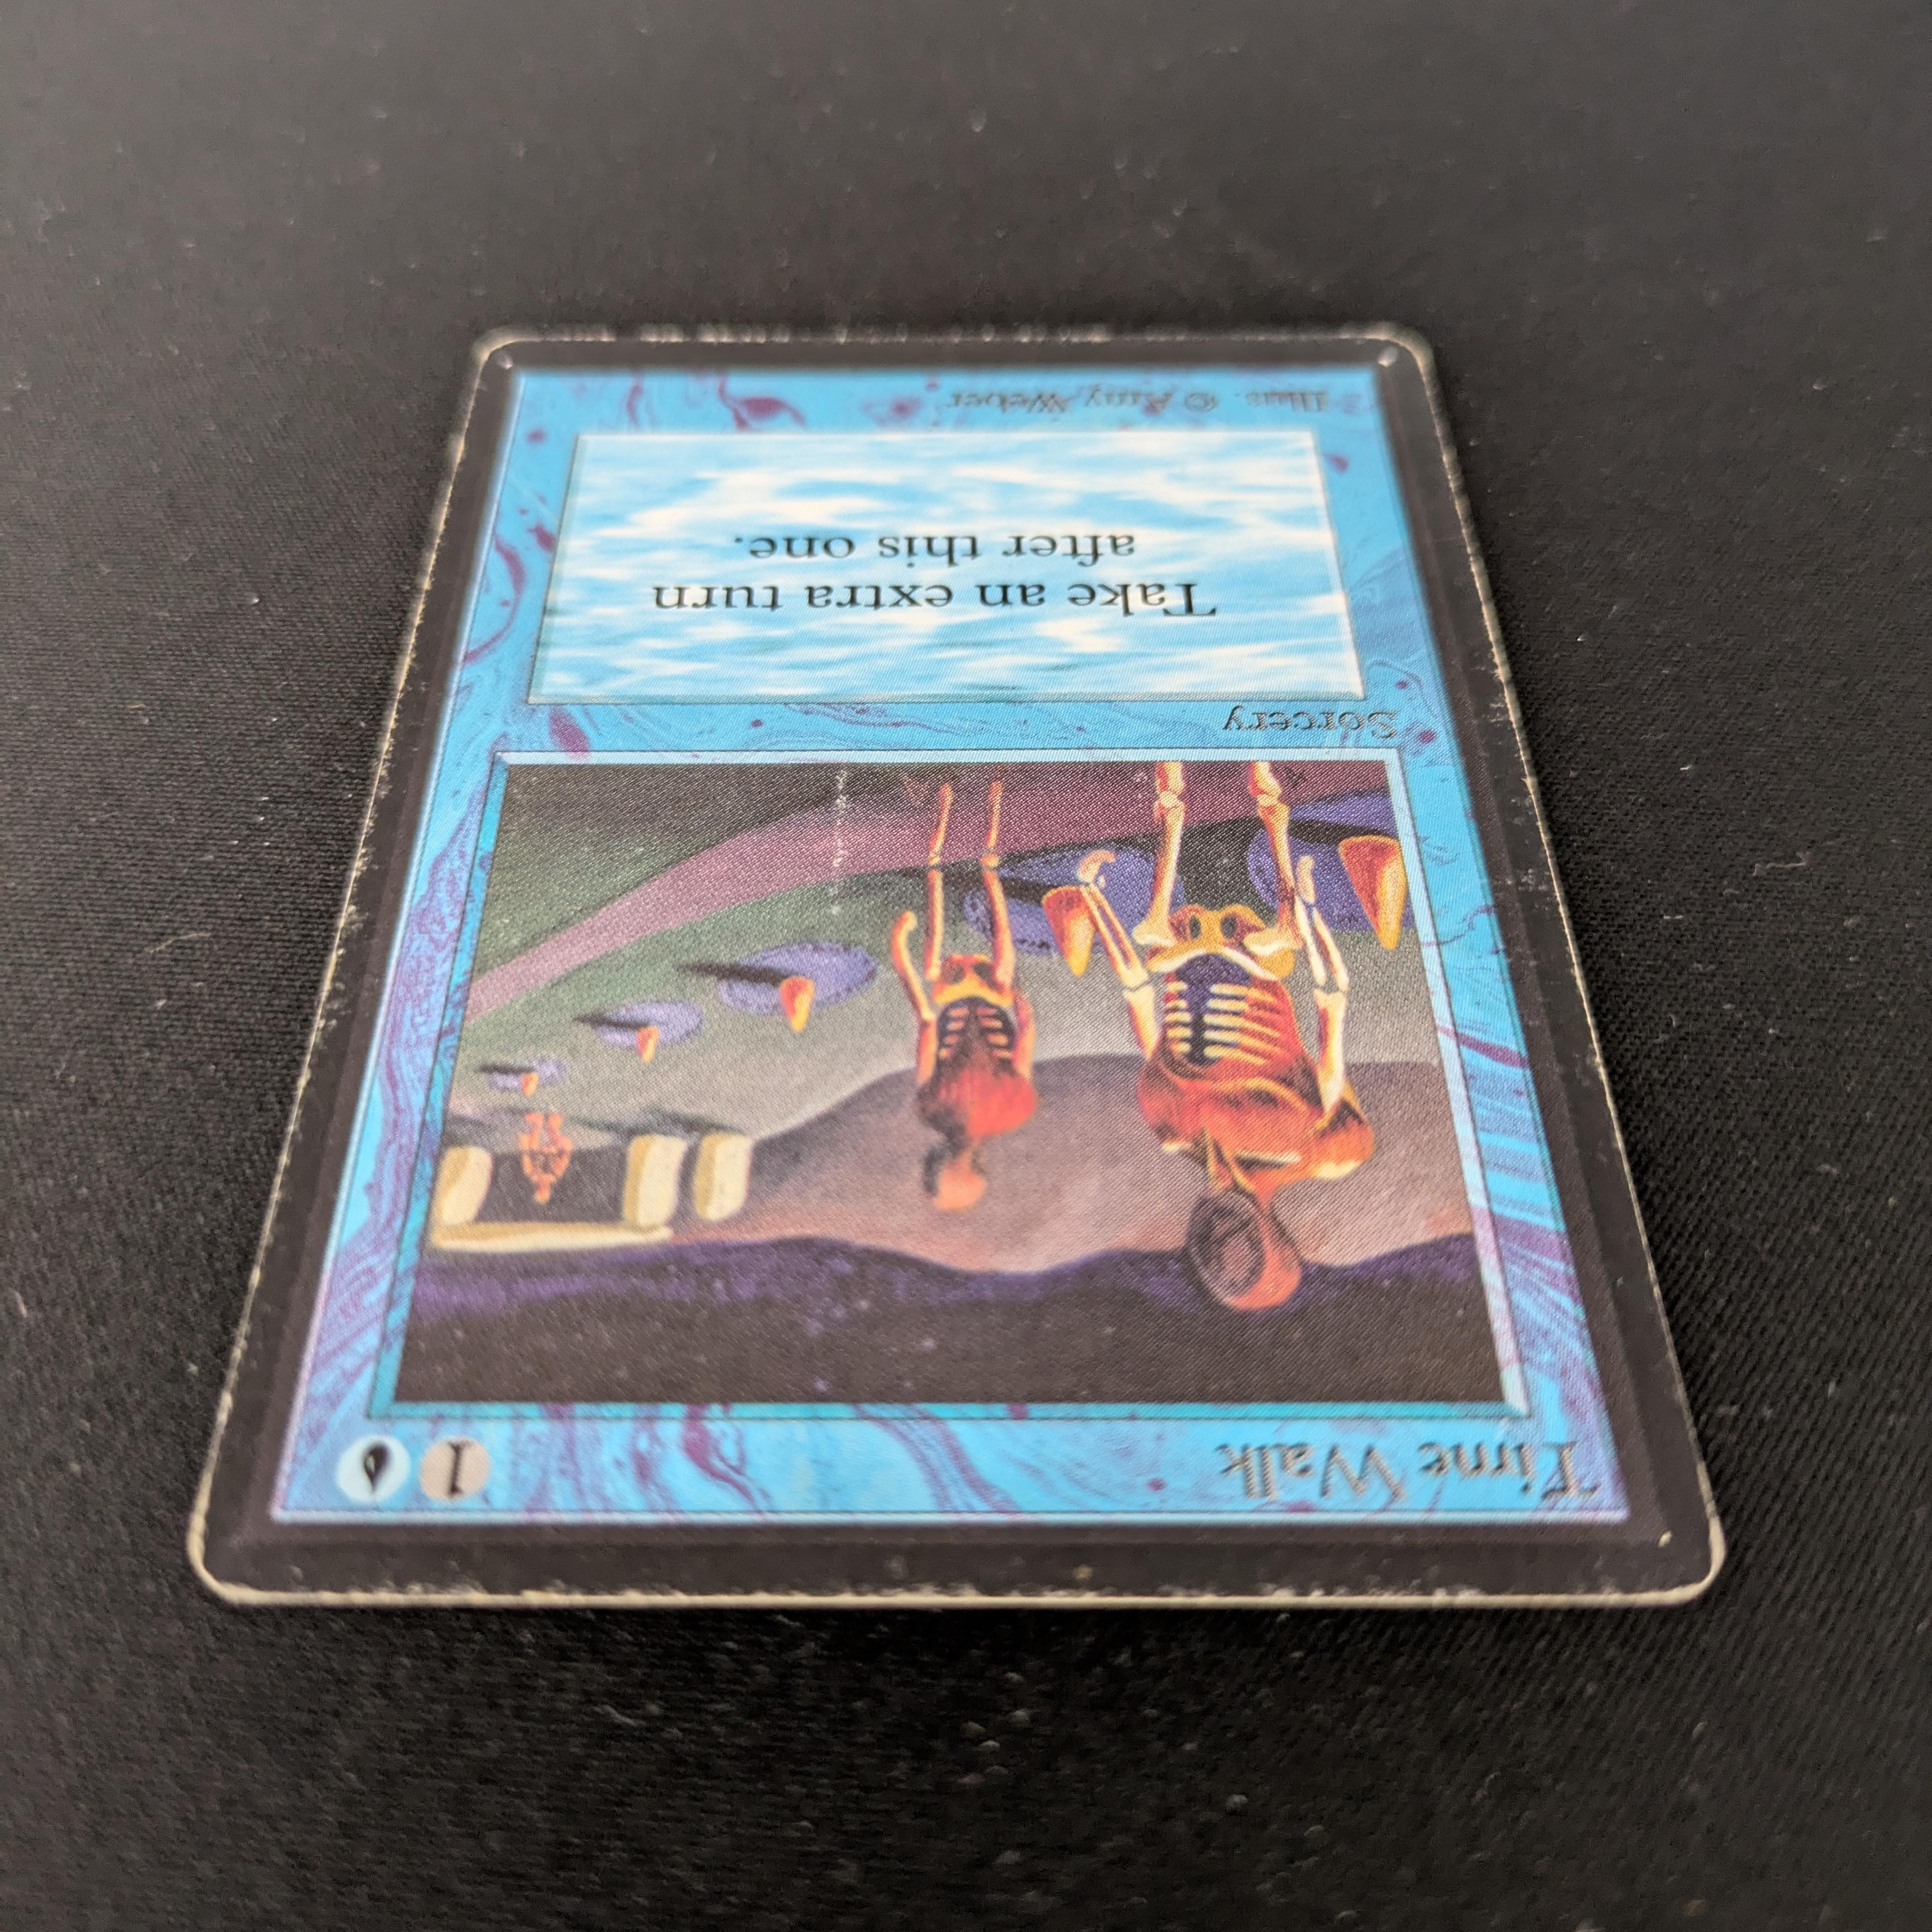 Time Walk 1
Sorcery
Take an extra turn
after this one.
Illus. © Amy Weber